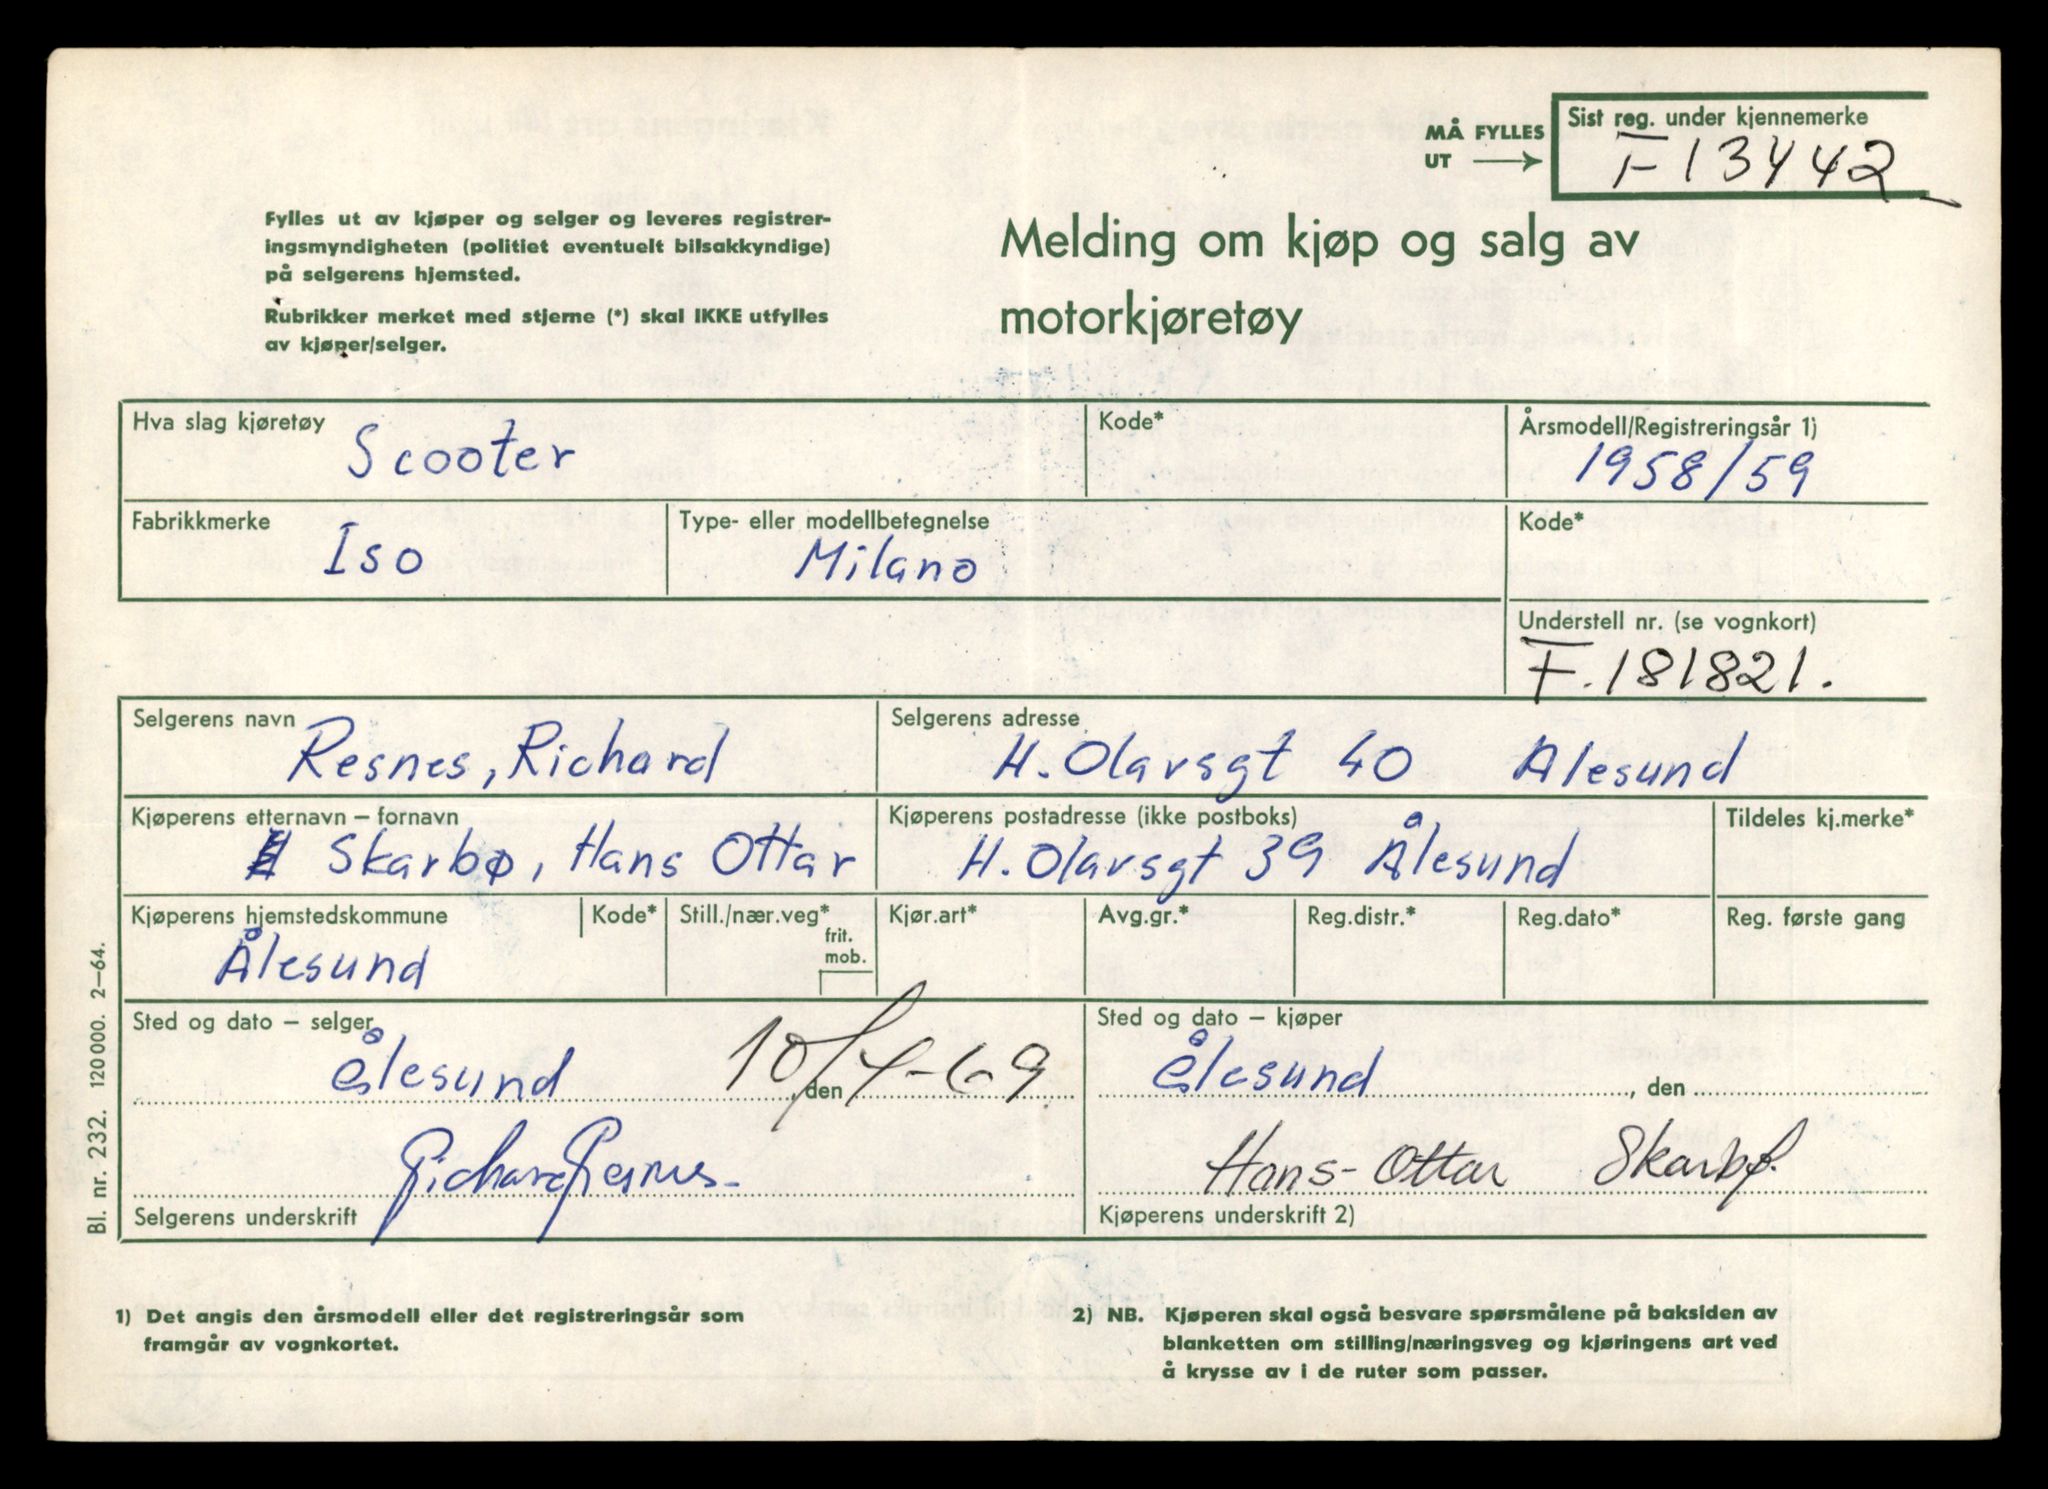 MÅ FYLLES
UT
Sist reg. under kjennemerke
F 13442
Fylles ut av kjøper og selger og leveres registrer-
ingsmyndigheten (politiet eventuelt bilsakkyndige)
på selgerens hjemsted.
Rubrikker merket med stjerne (*) skal IKKE utfylles
av kjøper/selger.
Melding om kjøp og salg av
motorkjøretøy
Hva slag kjøretøy
Scooter
Kode*
Årsmodell/Registreringsår 1)
1958/59
Fabrikkmerke
Iso
Type- eller modellbetegnelse
Milano
Kode*
Understell nr. (se vognkort)
F.181821.
Selgerens navn
Resnes, Richard
Selgerens adresse
H. Olavsgt 40 Alesund
Kjøperens etternavn – fornavn
Skarbø, Hans Ottar
Kjøperens postadresse (ikke postboks)
H. Olavsgt 39 Ålesund
Tildeles kj.merke*
Kjøperens hjemstedskommune
Ålesund
Kode*
Still./nær.veg*
frit.
mob.
Kjør.art*
Avg.gr.*
Reg.distr.*
Reg.dato*
Reg. første gang
Sted og dato – selger
Ålesund , den 10/4-69
Richard Resnes
Selgerens underskrift
Sted og dato – kjøper
Ålesund , den
Hans-Ottar Skarbø.
Kjøperens underskrift 2)
Bl. nr. 232. 120 000. 2–64.
1) Det angis den årsmodell eller det registreringsår som
framgår av vognkortet.
2) NB. Kjøperen skal også besvare spørsmålene på baksiden av
blanketten om stilling/næringsveg og kjøringens art ved
å krysse av i de ruter som passer.